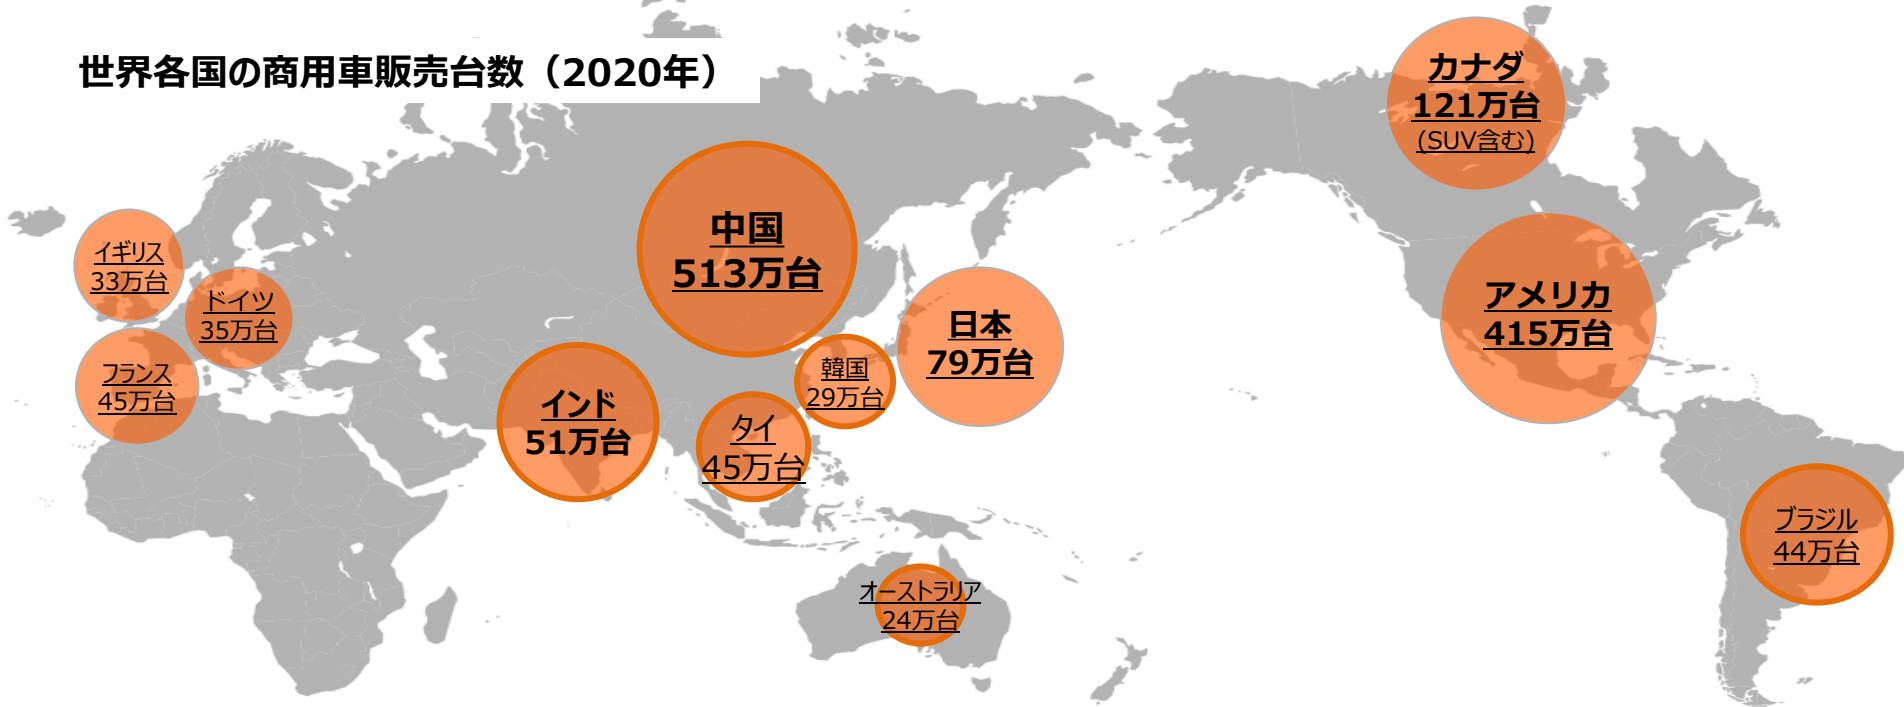 世界各国の商用車販売台数（2020年）
カナダ
121万台
(SUV含む)
中国
513万台
イギリス
33万台
ドイツ
35万台
アメリカ
415万台
日本
79万台
韓国
29万台
フランス
45万台
インド
51万台
タイ
45万台
ブラジル
44万台
オーストラリア
24万台